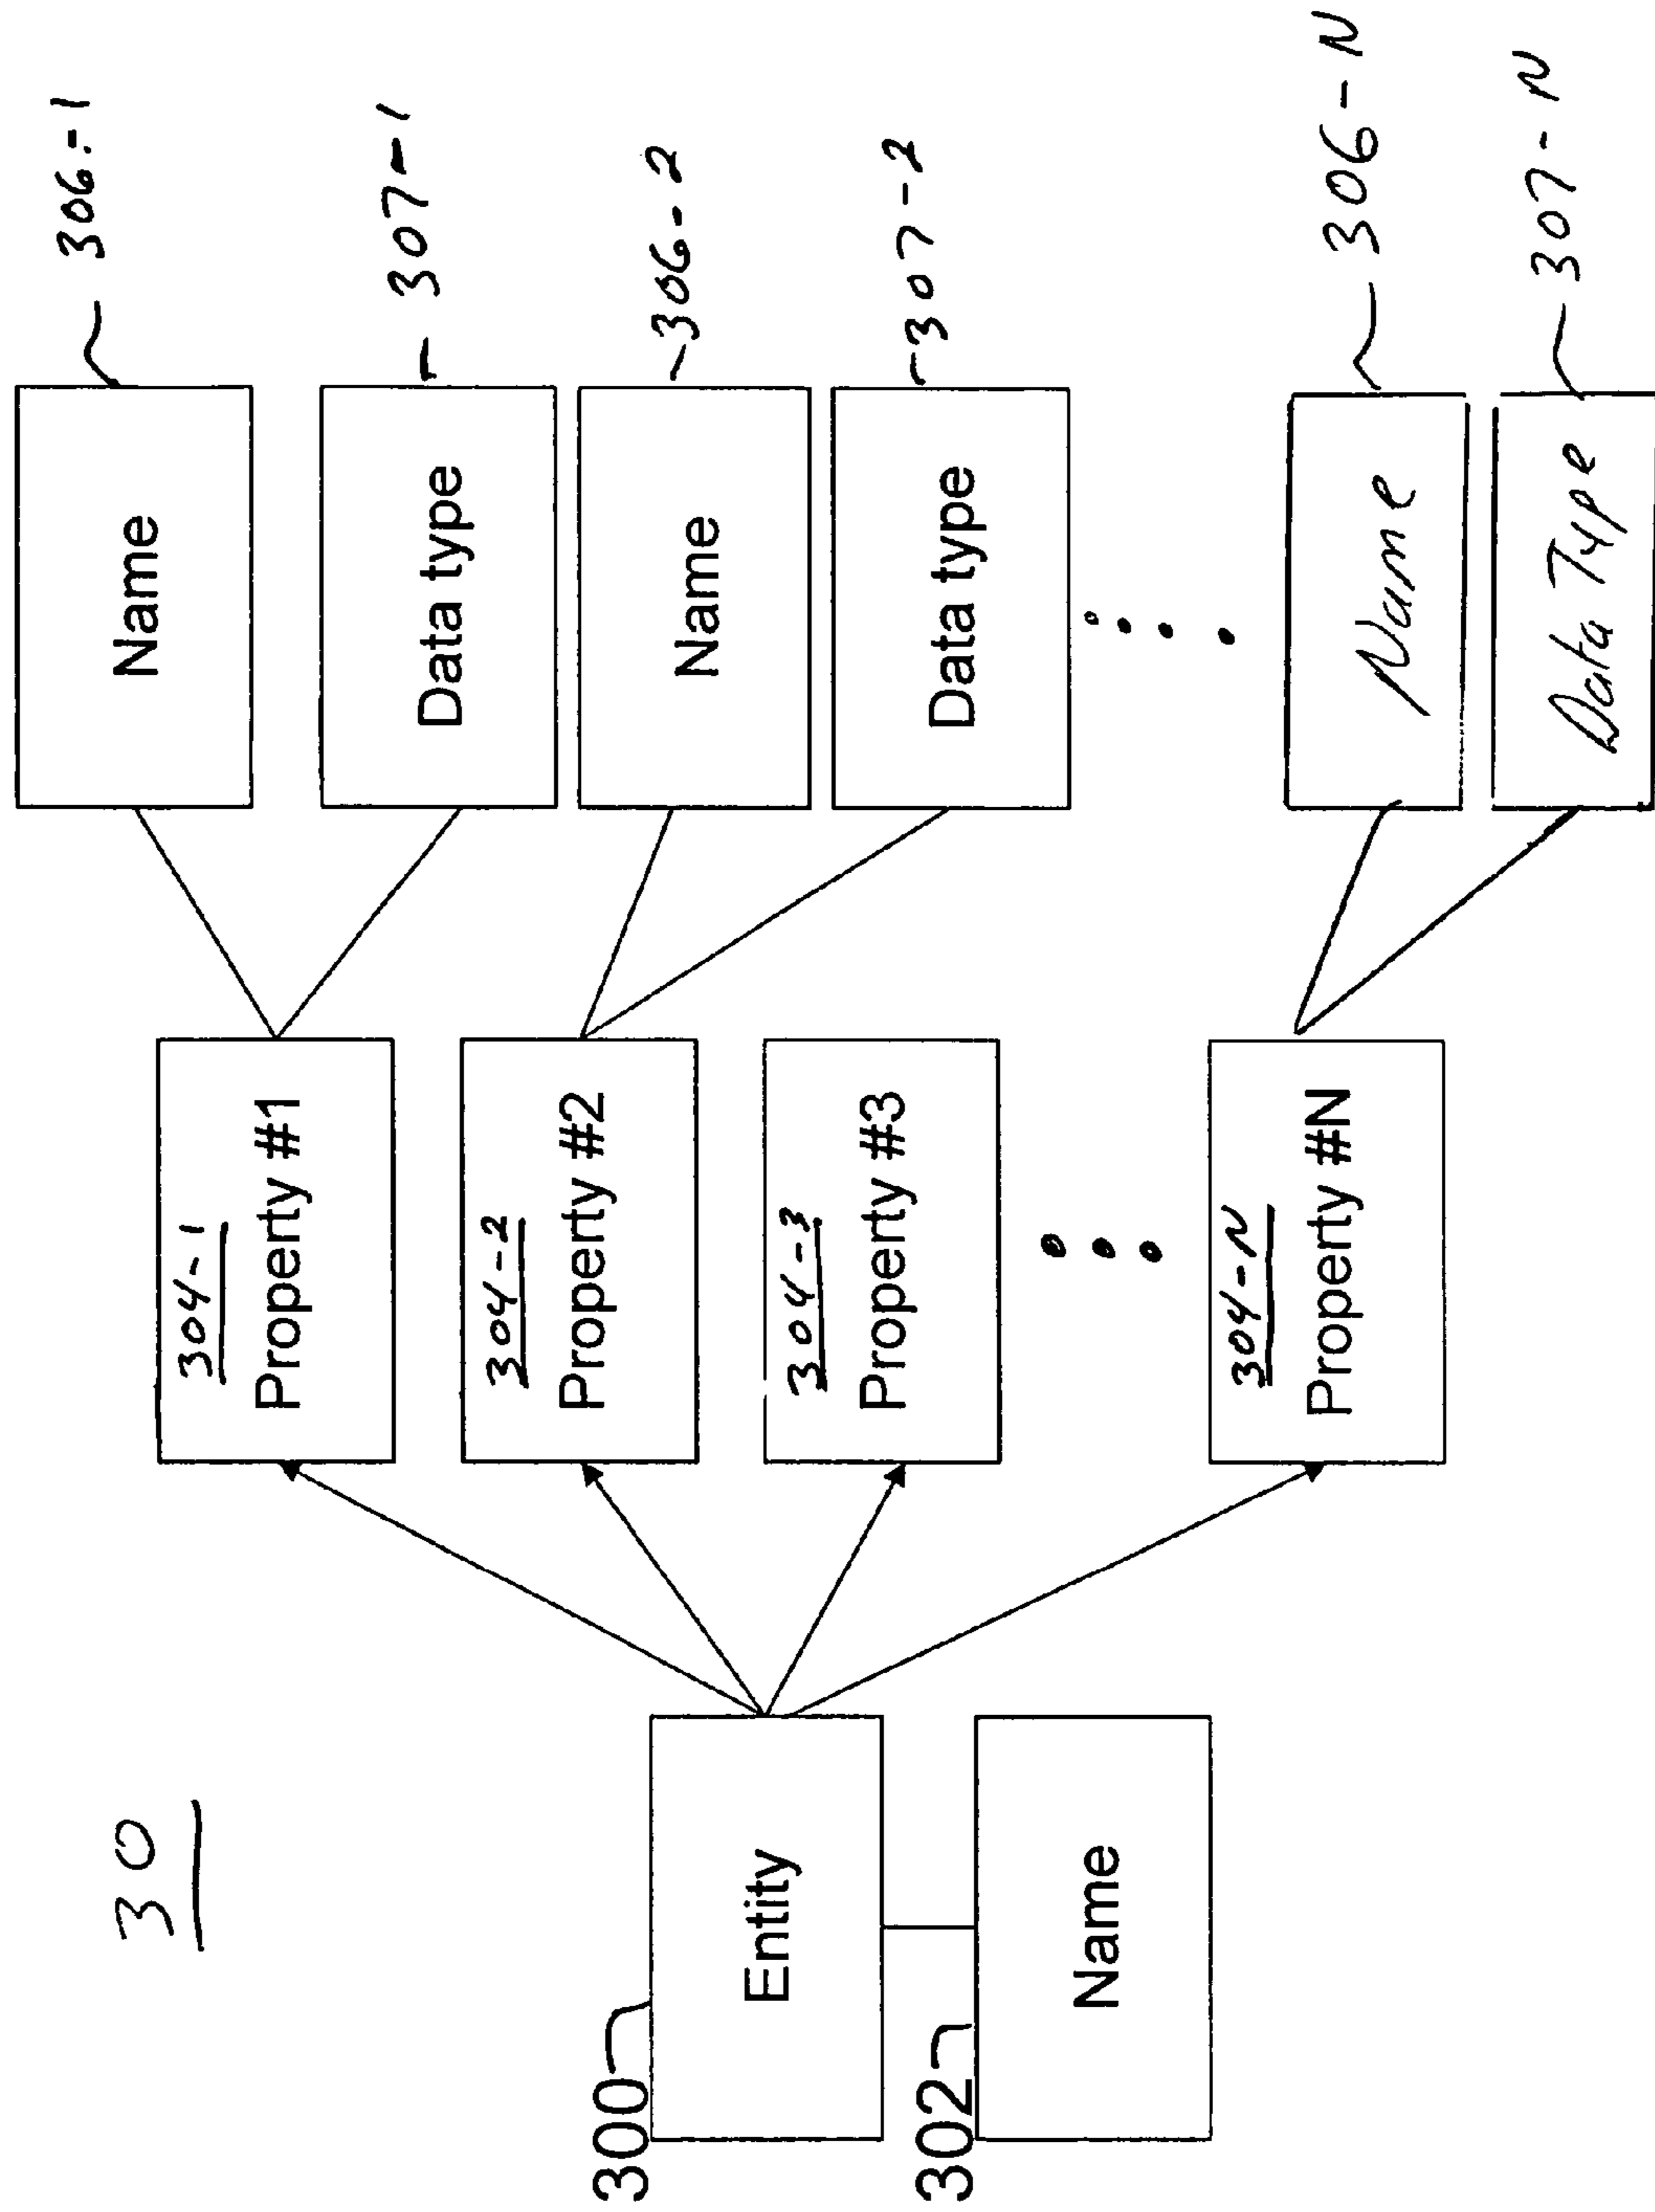 30
300
Entity
302
Name
304-1
Property #1
304-2
Property #2
304-3
Property #3
304-N
Property #N
Name
306-1
Data type
307-1
Name
306-2
Data type
307-2
Name
306-N
Data Type
307-N